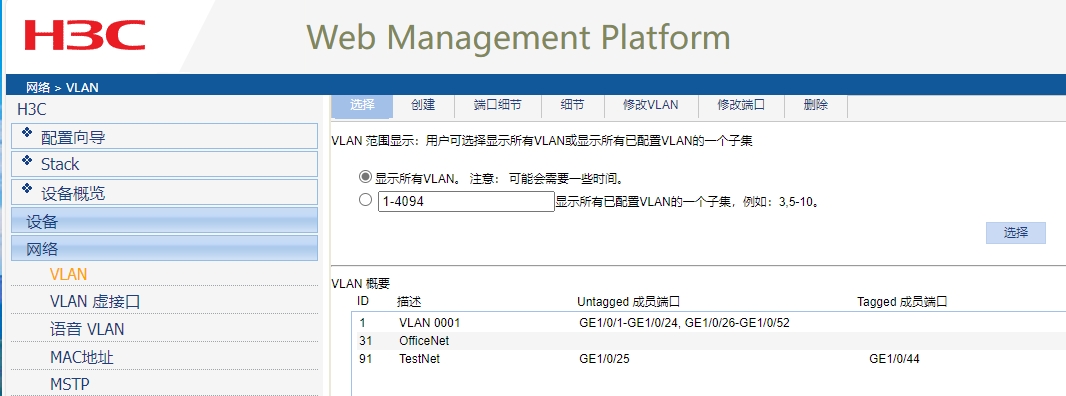 H3C
Web Management Platform
网络 > VLAN
H3C
选择 创建 端口细节 细节 修改VLAN 修改端口 删除
配置向导
Stack
设备概览
设备
网络
VLAN
VLAN 虚接口
语音 VLAN
MAC地址
MSTP
VLAN 范围显示：用户可选择显示所有VLAN或显示所有已配置VLAN的一个子集
显示所有VLAN。 注意： 可能会需要一些时间。
1-4094 显示所有已配置VLAN的一个子集，例如：3,5-10。
选择
VLAN 概要
ID 描述 Untagged 成员端口 Tagged 成员端口
1 VLAN 0001 GE1/0/1-GE1/0/24, GE1/0/26-GE1/0/52
31 OfficeNet
91 TestNet GE1/0/25 GE1/0/44